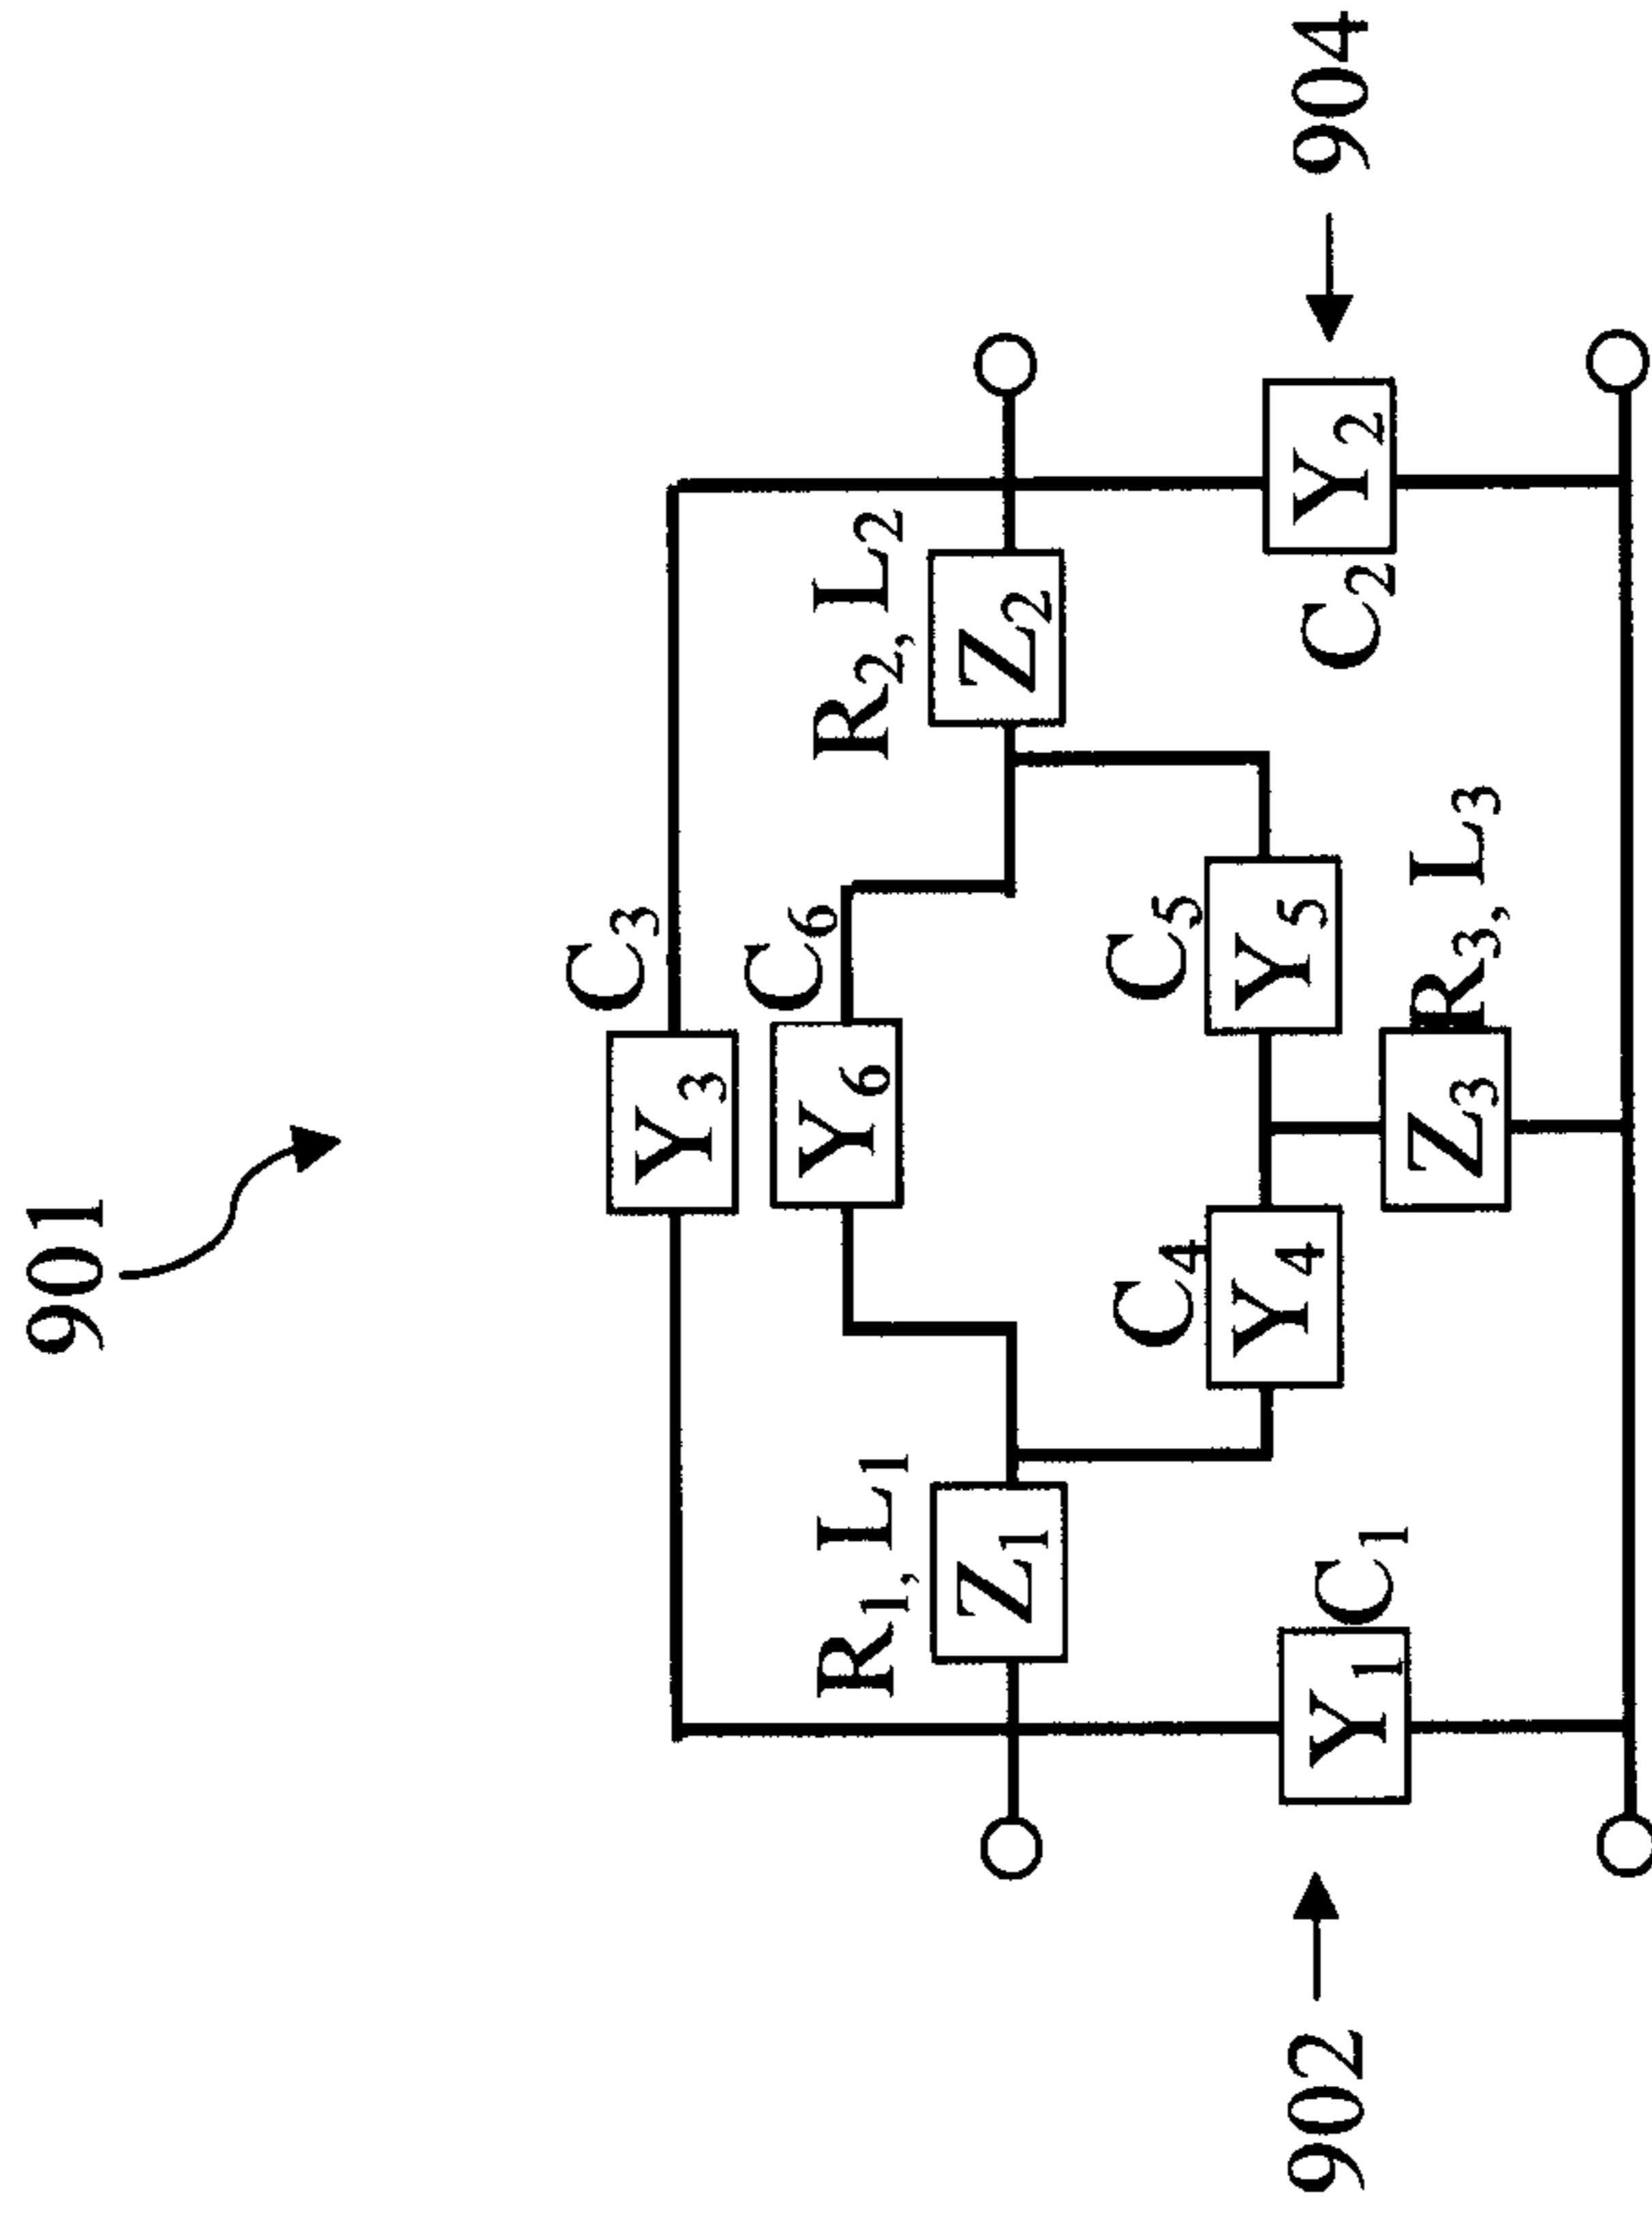 901
C₃
Y₃
C₆
Y₆
R₁, L₁
Z₁
R₂, L₂
Z₂
C₄
Y₄
C₅
Y₅
R₃, L₃
Z₃
902
Y₁
C₁
C₂
Y₂
904